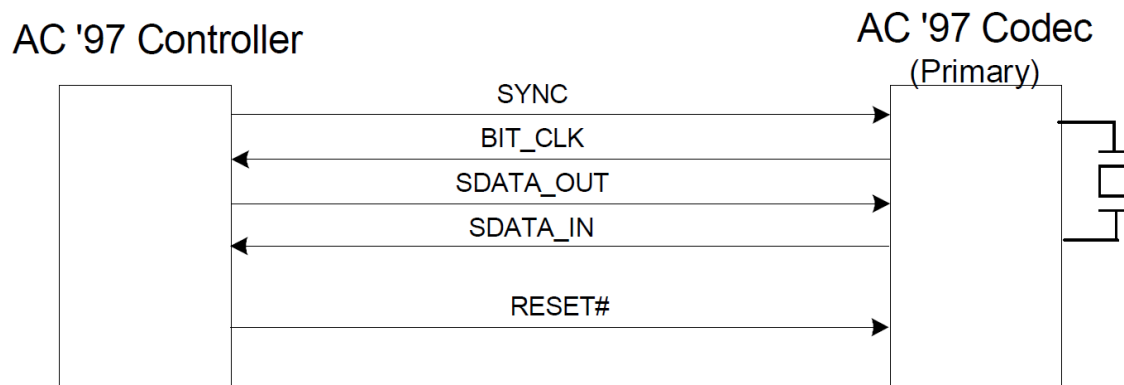 AC '97 Controller
AC '97 Codec
(Primary)
SYNC
BIT_CLK
SDATA_OUT
SDATA_IN
RESET#